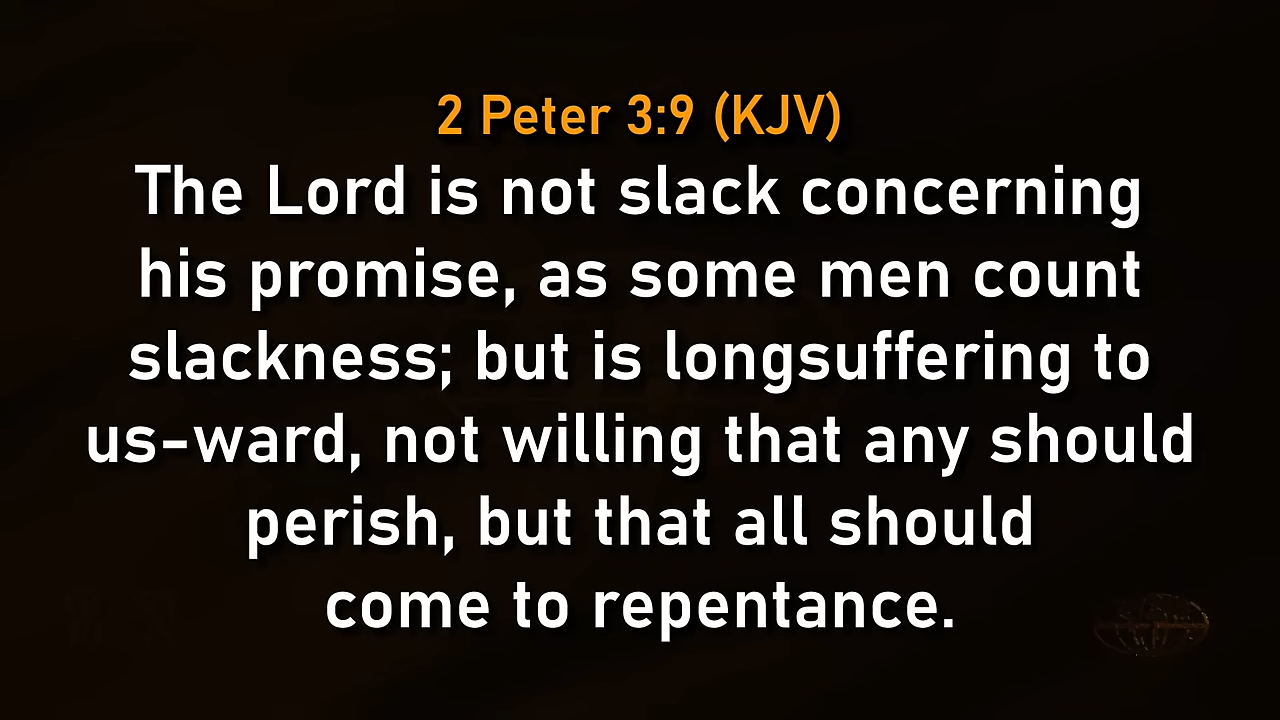 2 Peter 3:9 (KJV)
The Lord is not slack concerning
his promise, as some men count
slackness; but is longsuffering to
us-ward, not willing that any should
perish, but that all should
come to repentance.